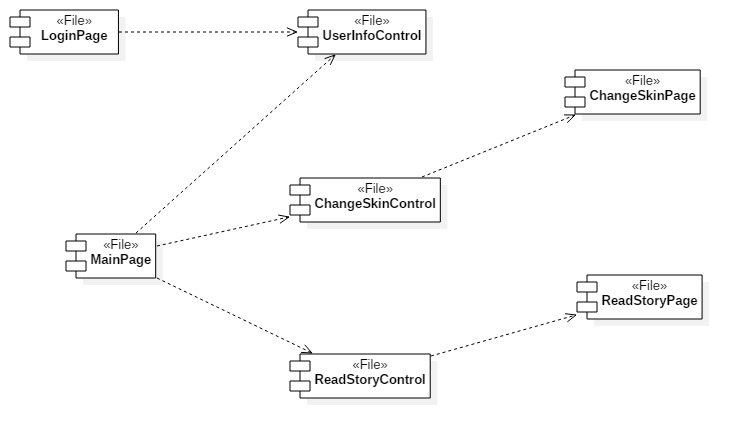 «File»
LoginPage
«File»
UserInfoControl
«File»
ChangeSkinPage
«File»
ChangeSkinControl
«File»
MainPage
«File»
ReadStoryPage
«File»
ReadStoryControl